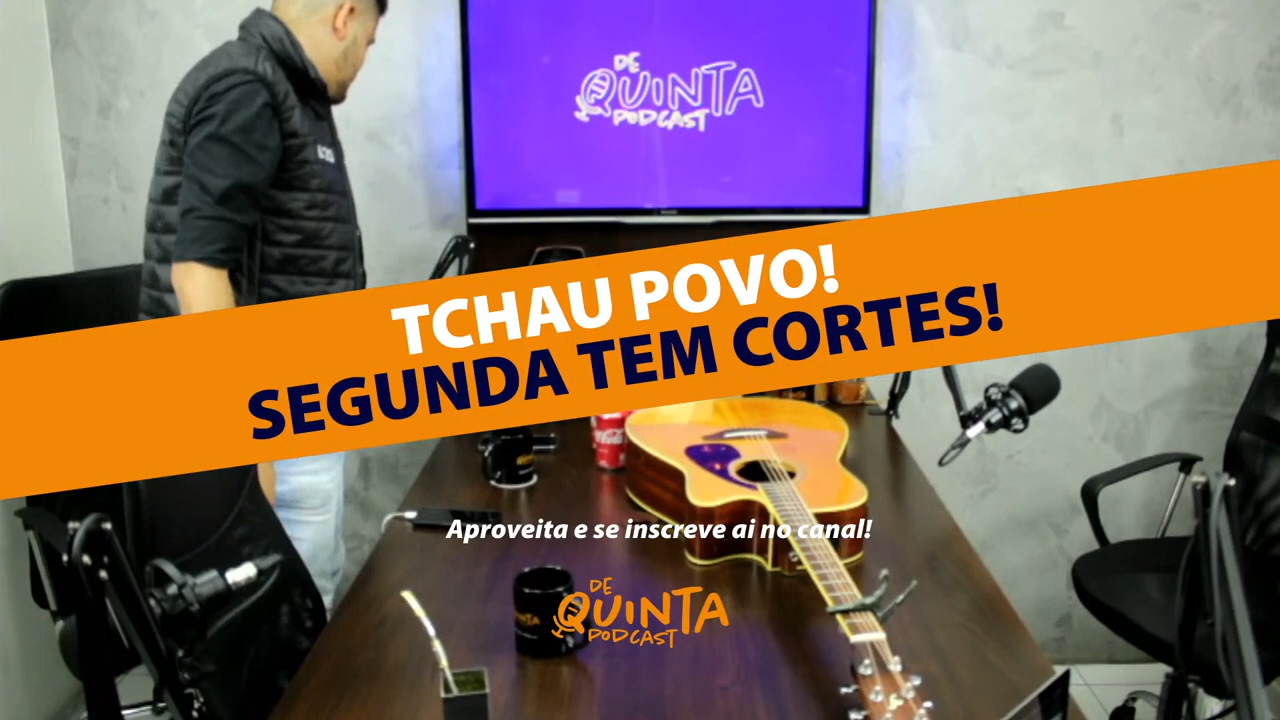 DE
QUINTA
PODCAST
TCHAU POVO!
SEGUNDA TEM CORTES!
Aproveita e se inscreve ai no canal!
DE
QUINTA
PODCAST